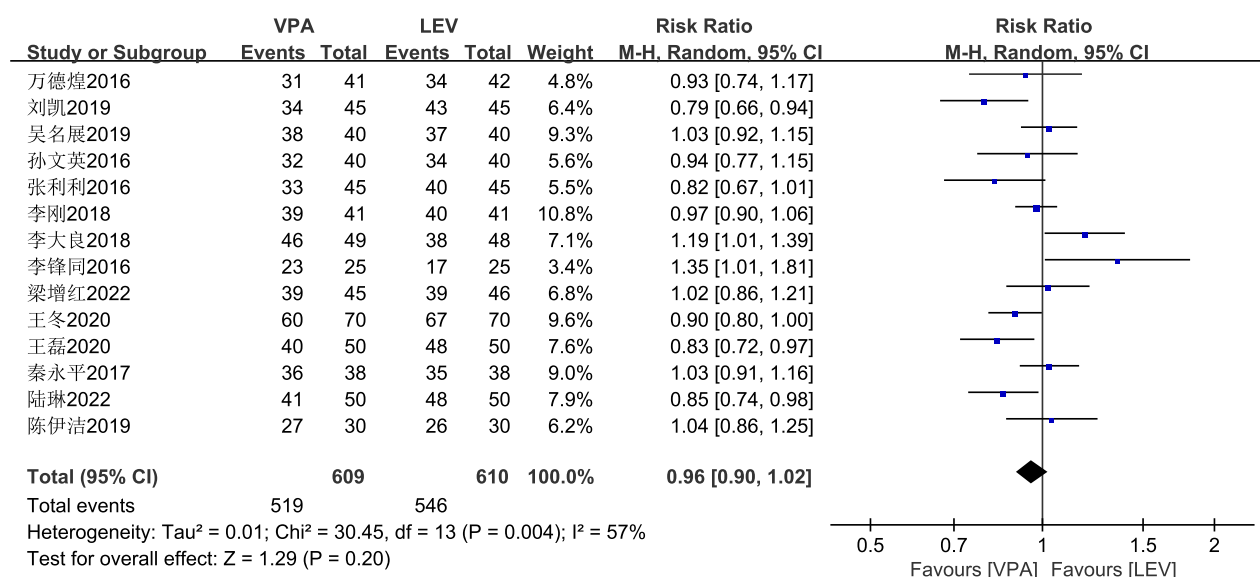 VPA LEV Risk Ratio Risk Ratio
Study or Subgroup Events Total Events Total Weight M-H, Random, 95% CI M-H, Random, 95% CI
万德煌2016 31 41 34 42 4.8% 0.93 [0.74, 1.17]
刘凯2019 34 45 43 45 6.4% 0.79 [0.66, 0.94]
吴名展2019 38 40 37 40 9.3% 1.03 [0.92, 1.15]
孙文英2016 32 40 34 40 5.6% 0.94 [0.77, 1.15]
张利利2016 33 45 40 45 5.5% 0.82 [0.67, 1.01]
李刚2018 39 41 40 41 10.8% 0.97 [0.90, 1.06]
李大良2018 46 49 38 48 7.1% 1.19 [1.01, 1.39]
李锋同2016 23 25 17 25 3.4% 1.35 [1.01, 1.81]
梁增红2022 39 45 39 46 6.8% 1.02 [0.86, 1.21]
王冬2020 60 70 67 70 9.6% 0.90 [0.80, 1.00]
王磊2020 40 50 48 50 7.6% 0.83 [0.72, 0.97]
秦永平2017 36 38 35 38 9.0% 1.03 [0.91, 1.16]
陆琳2022 41 50 48 50 7.9% 0.85 [0.74, 0.98]
陈伊洁2019 27 30 26 30 6.2% 1.04 [0.86, 1.25]
Total (95% CI) 609 610 100.0% 0.96 [0.90, 1.02]
Total events 519 546
Heterogeneity: Tau² = 0.01; Chi² = 30.45, df = 13 (P = 0.004); I² = 57%
Test for overall effect: Z = 1.29 (P = 0.20)
0.5 0.7 1 1.5 2
Favours [VPA] Favours [LEV]